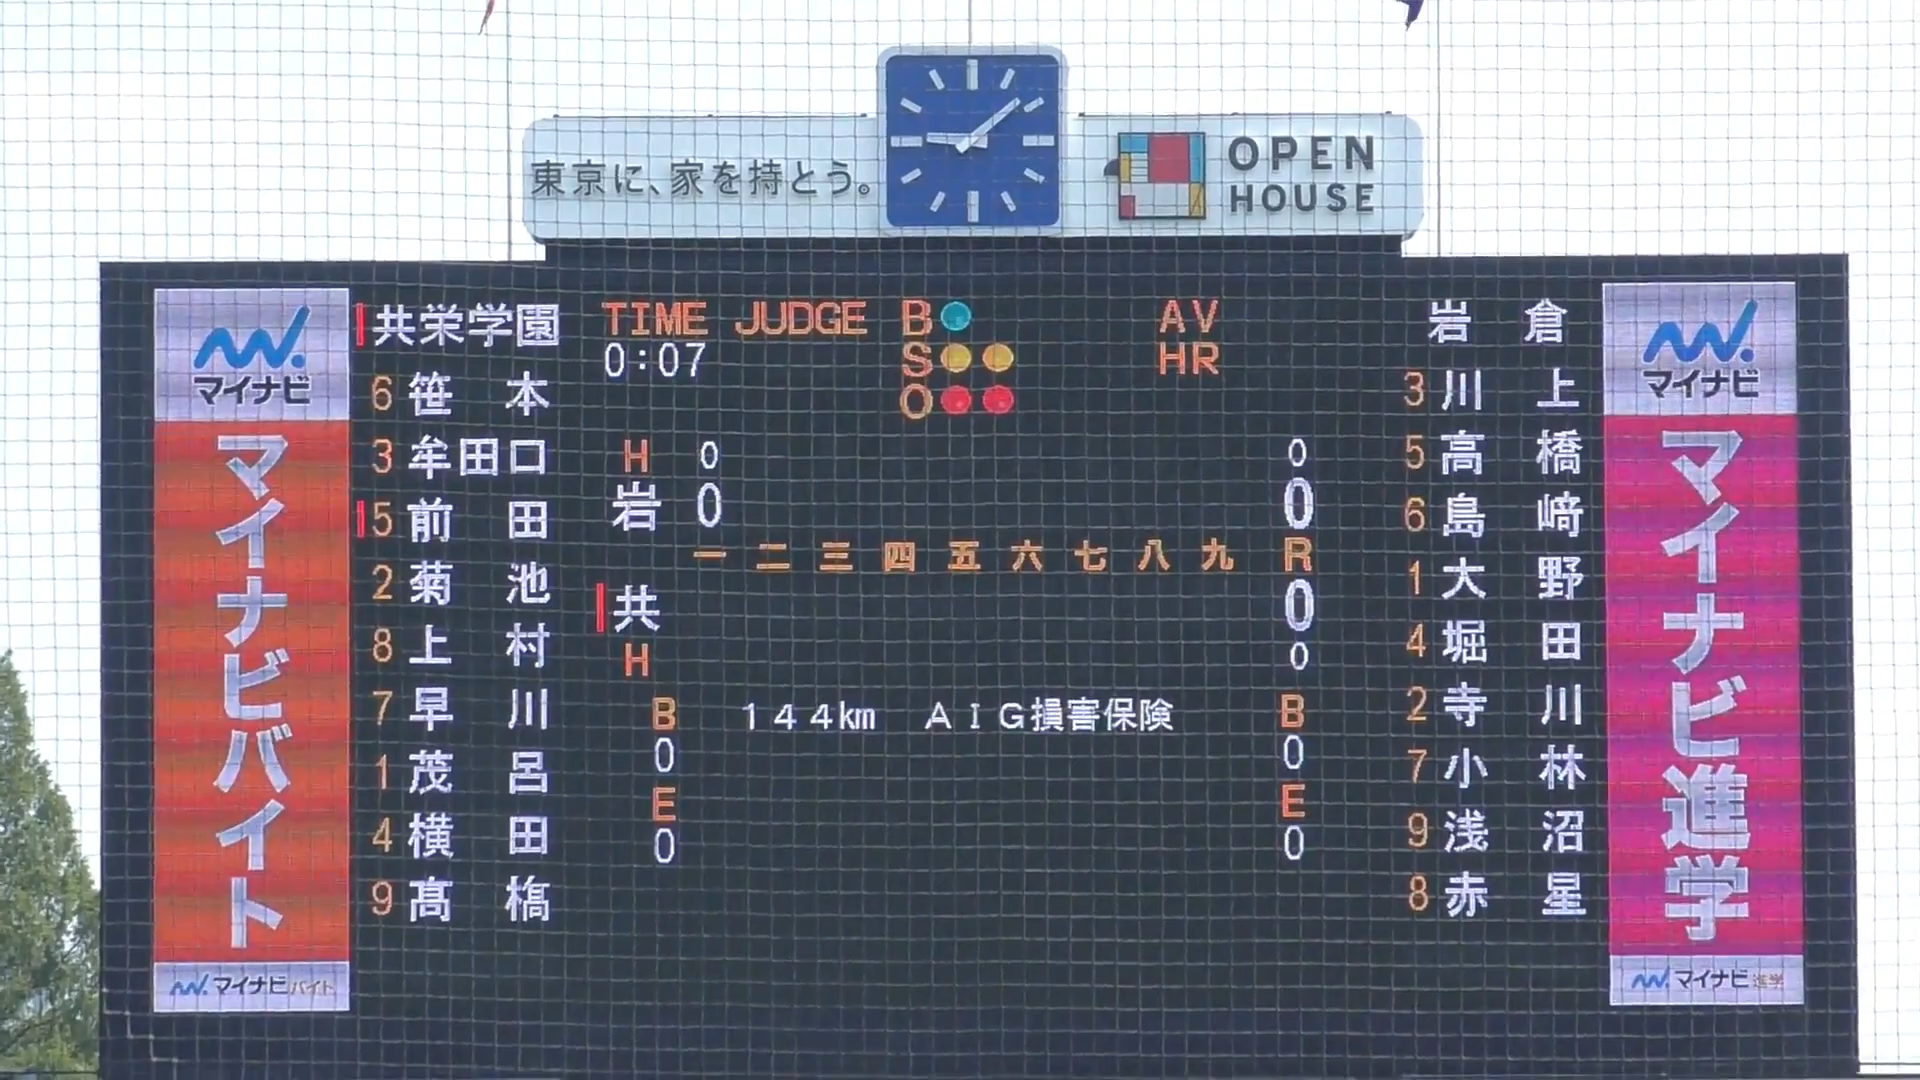 東京に、家を持とう。
OPEN
HOUSE
マイナビ
マイナビバイト
マイナビバイト
共栄学園
6 笹本
3 牟田口
5 前田
2 菊池
8 上村
7 早川
1 茂呂
4 横田
9 髙槗
TIME JUDGE B AV
0:07 S HR
O
H 0 0
岩 0 0
一 二 三 四 五 六 七 八 九 R
共 0
H 0
B 144km AIG損害保険 B
0 0
E E
0 0
岩倉
3 川上
5 高橋
6 島﨑
1 大野
4 堀田
2 寺川
7 小林
9 浅沼
8 赤星
マイナビ
マイナビ進学
マイナビ進学